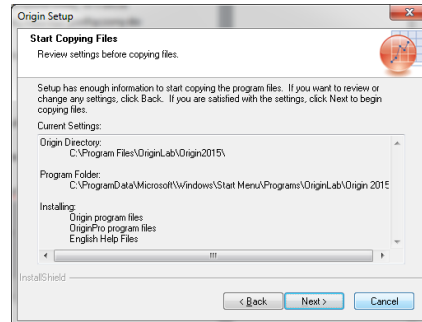 Origin Setup
Start Copying Files
Review settings before copying files.
Setup has enough information to start copying the program files. If you want to review or
change any settings, click Back. If you are satisfied with the settings, click Next to begin
copying files.
Current Settings:
Origin Directory:
C:\Program Files\OriginLab\Origin2015\
Program Folder:
C:\ProgramData\Microsoft\Windows\Start Menu\Programs\OriginLab\Origin 2015
Installing:
Origin program files
OriginPro program files
English Help Files
InstallShield
< Back Next > Cancel